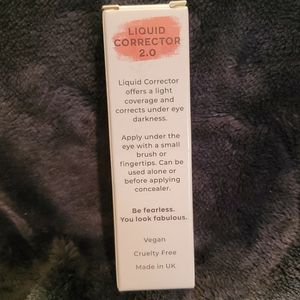 LIQUID
CORRECTOR
2.0
Liquid Corrector
offers a light
coverage and
corrects under eye
darkness.
Apply under the
eye with a small
brush or
fingertips. Can be
used alone or
before applying
concealer.
Be fearless.
You look fabulous.
Vegan
Cruelty Free
Made in UK